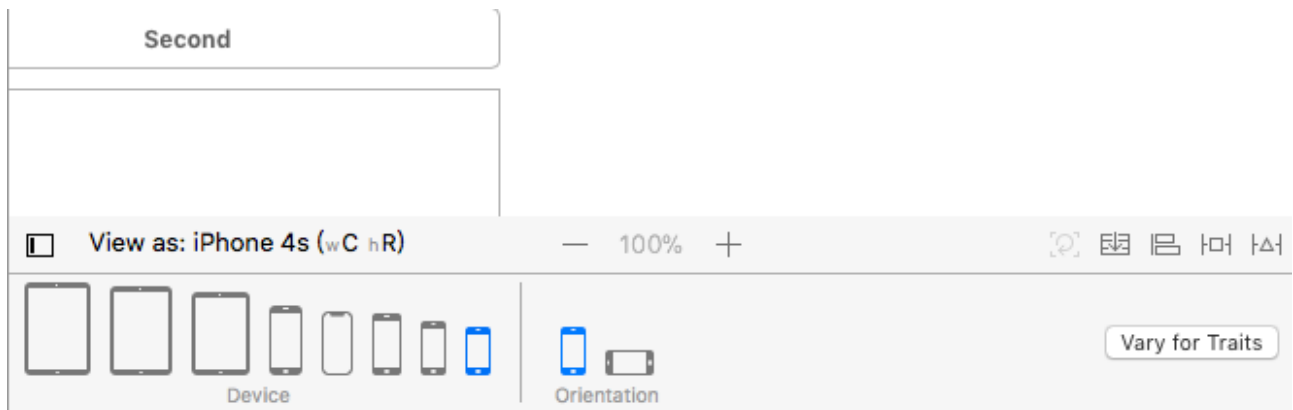 Second
View as: iPhone 4s (wC hR)
100%
Vary for Traits
Device
Orientation